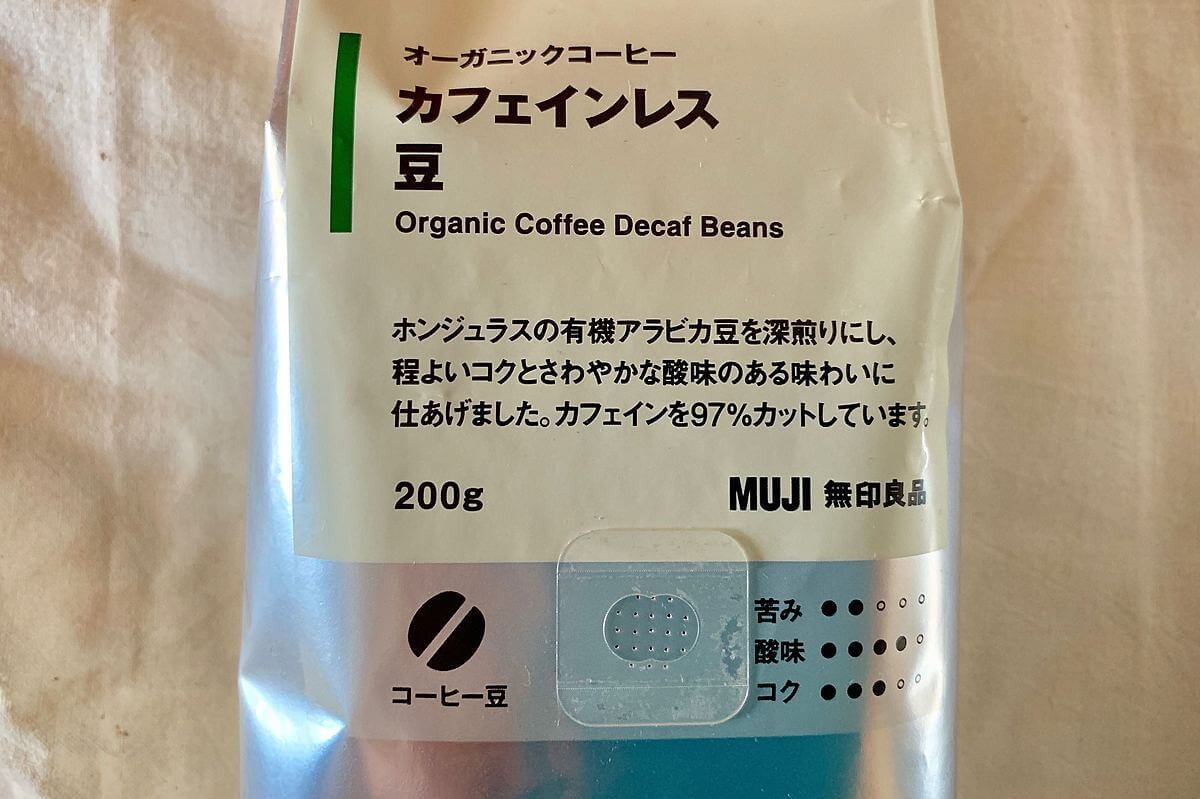 オーガニックコーヒー
カフェインレス
豆
Organic Coffee Decaf Beans
ホンジュラスの有機アラビカ豆を深煎りにし、
程よいコクとさわやかな酸味のある味わいに
仕あげました。カフェインを97%カットしています。
200g
MUJI 無印良品
コーヒー豆
苦み ●●○○○
酸味 ●●●●○
コク ●●●○○